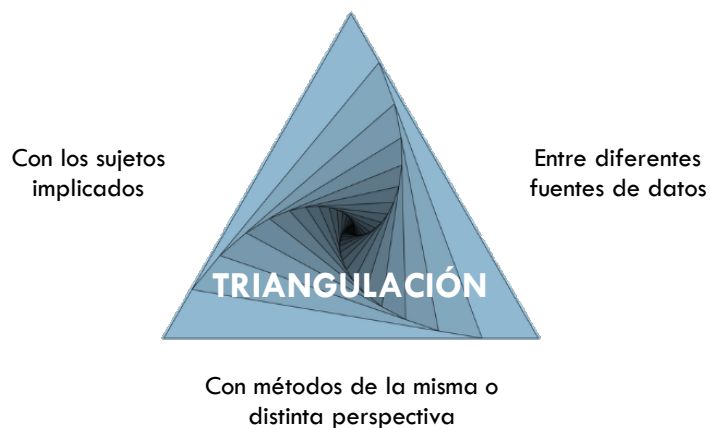 Con los sujetos
implicados
Entre diferentes
fuentes de datos
TRIANGULACIÓN
Con métodos de la misma o
distinta perspectiva